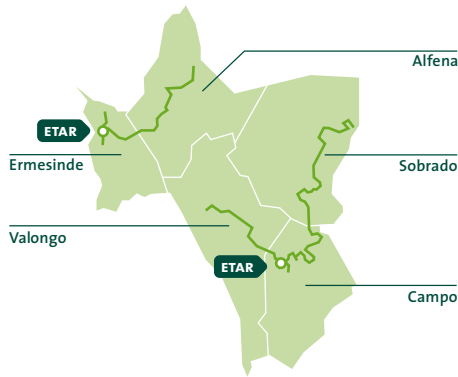 Alfena
ETAR
Ermesinde
Sobrado
Valongo
ETAR
Campo